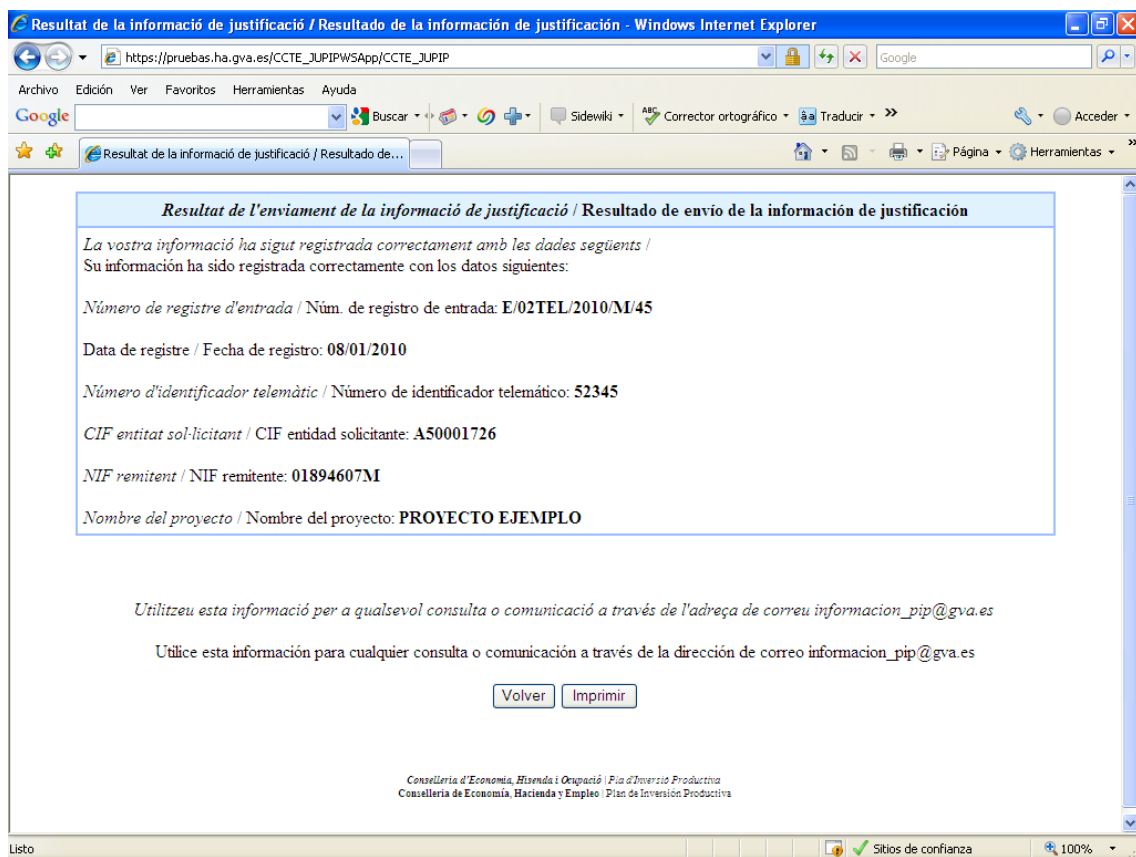 Resultat de la informació de justificació / Resultado de la información de justificación - Windows Internet Explorer
https://pruebas.ha.gva.es/CCTE_JUPIPWSApp/CCTE_JUPIP
Google
Archivo Edición Ver Favoritos Herramientas Ayuda
Google Buscar Sidewiki ABC Corrector ortográfico âa Traducir Acceder
Resultat de la informació de justificació / Resultado de... Página Herramientas
Resultat de l'enviament de la informació de justificació / Resultado de envío de la información de justificación
La vostra informació ha sigut registrada correctament amb les dades següents /
Su información ha sido registrada correctamente con los datos siguientes:
Número de registre d'entrada / Núm. de registro de entrada: E/02TEL/2010/M/45
Data de registre / Fecha de registro: 08/01/2010
Número d'identificador telemàtic / Número de identificador telemático: 52345
CIF entitat sol·licitant / CIF entidad solicitante: A50001726
NIF remitent / NIF remitente: 01894607M
Nombre del proyecto / Nombre del proyecto: PROYECTO EJEMPLO
Utilitzeu esta informació per a qualsevol consulta o comunicació a través de l'adreça de correu informacion_pip@gva.es
Utilice esta información para cualquier consulta o comunicación a través de la dirección de correo informacion_pip@gva.es
Volver Imprimir
Conselleria d'Economia, Hisenda i Ocupació | Pla d'Inversió Productiva
Conselleria de Economía, Hacienda y Empleo | Plan de Inversión Productiva
Listo Sitios de confianza 100%